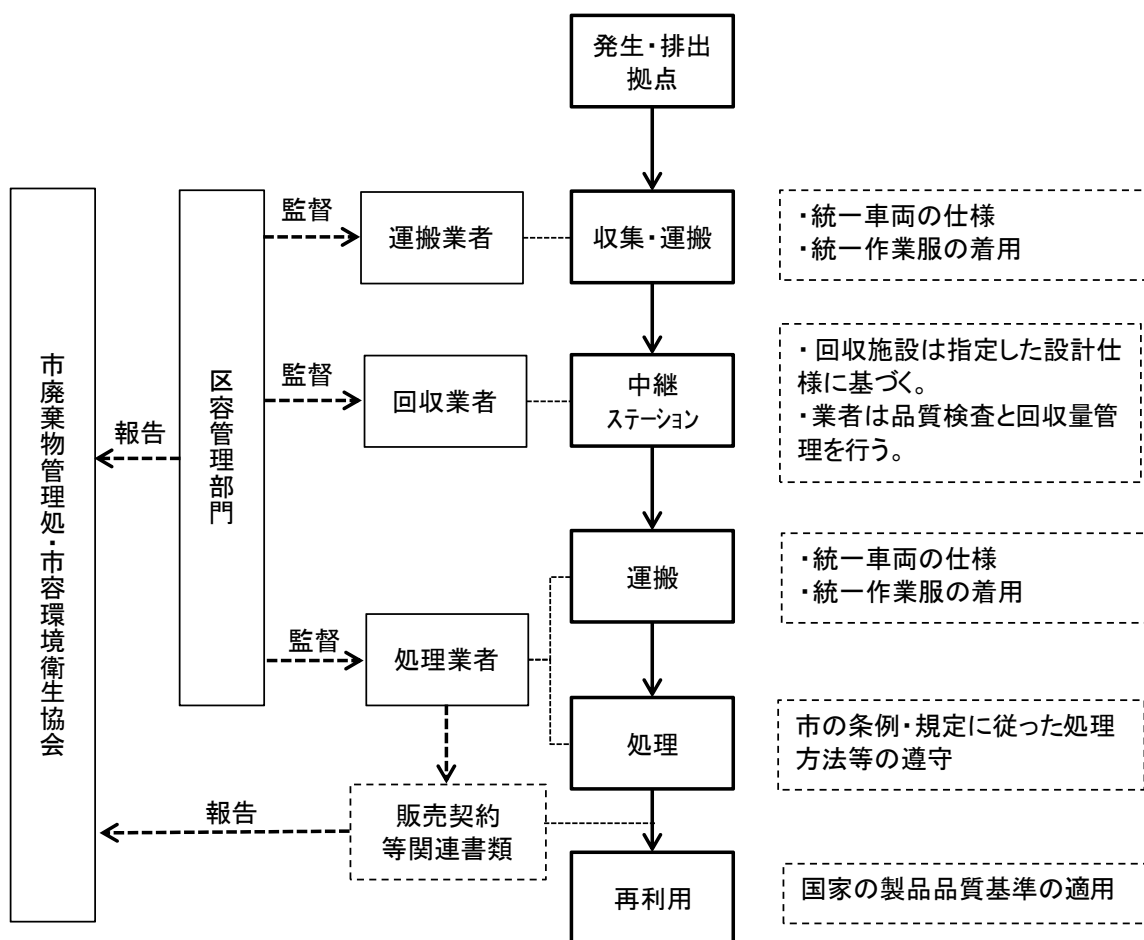 発生・排出
拠点
監督
運搬業者
収集・運搬
・統一車両の仕様
・統一作業服の着用
市廃棄物管理処・市容環境衛生協会
報告
区容管理部門
監督
回収業者
中継
ステーション
・回収施設は指定した設計仕
様に基づく。
・業者は品質検査と回収量管
理を行う。
運搬
・統一車両の仕様
・統一作業服の着用
監督
処理業者
処理
市の条例・規定に従った処理
方法等の遵守
報告
販売契約
等関連書類
再利用
国家の製品品質基準の適用